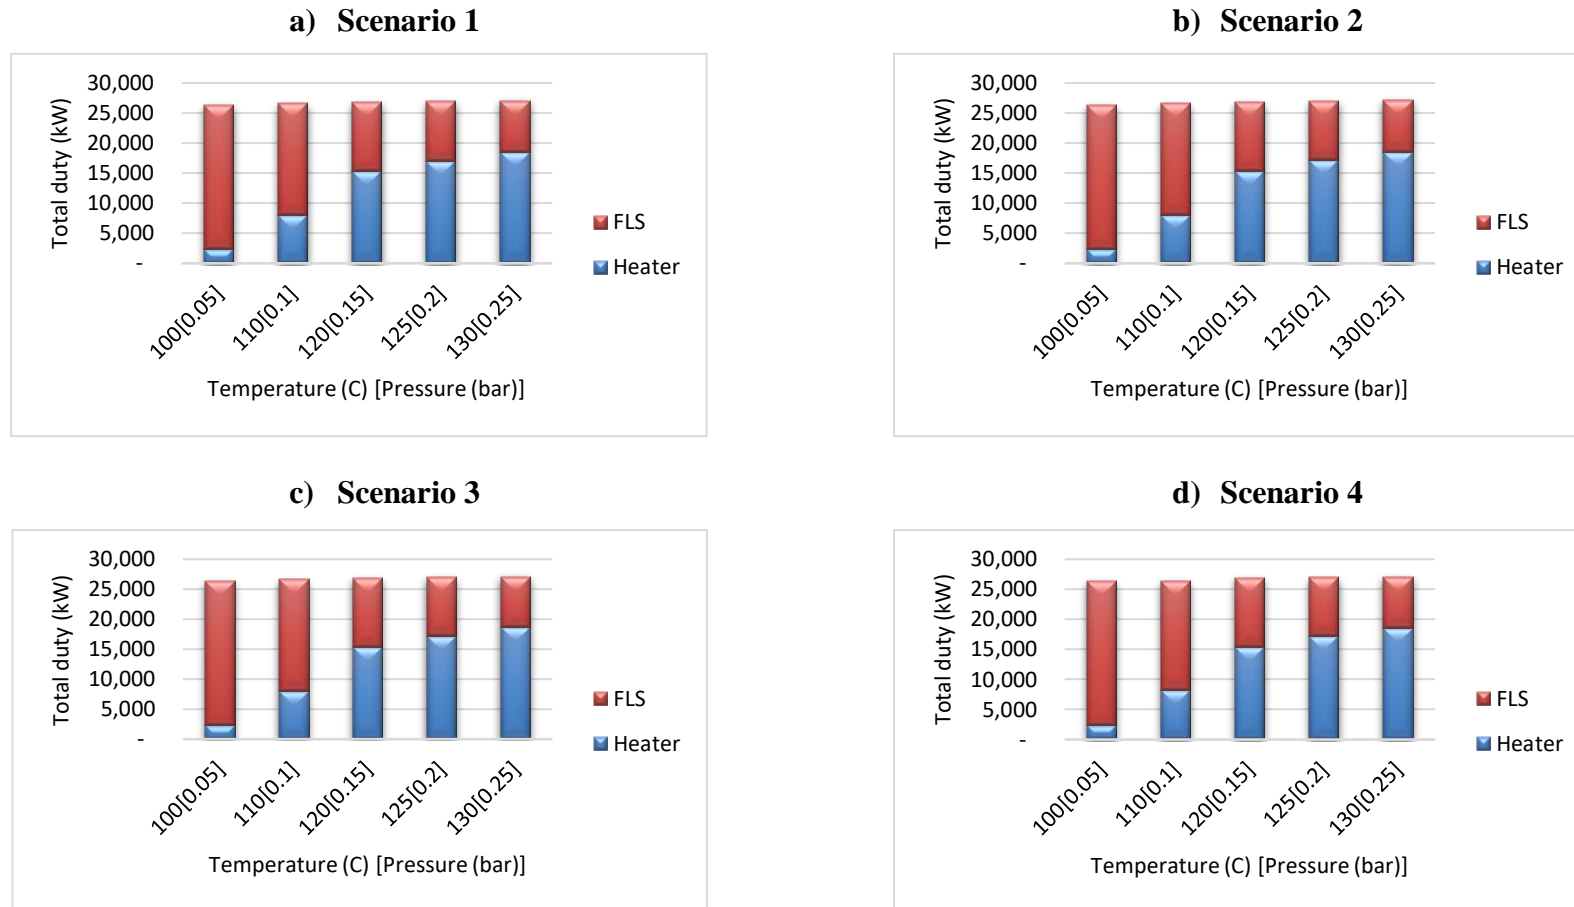 a) Scenario 1
30,000
25,000
20,000
15,000
10,000
5,000
-
Total duty (kW)
100[0.05]
110[0.1]
120[0.15]
125[0.2]
130[0.25]
Temperature (C) [Pressure (bar)]
FLS
Heater
b) Scenario 2
30,000
25,000
20,000
15,000
10,000
5,000
-
Total duty (kW)
100[0.05]
110[0.1]
120[0.15]
125[0.2]
130[0.25]
Temperature (C) [Pressure (bar)]
FLS
Heater
c) Scenario 3
30,000
25,000
20,000
15,000
10,000
5,000
-
Total duty (kW)
100[0.05]
110[0.1]
120[0.15]
125[0.2]
130[0.25]
Temperature (C) [Pressure (bar)]
FLS
Heater
d) Scenario 4
30,000
25,000
20,000
15,000
10,000
5,000
-
Total duty (kW)
100[0.05]
110[0.1]
120[0.15]
125[0.2]
130[0.25]
Temperature (C) [Pressure (bar)]
FLS
Heater